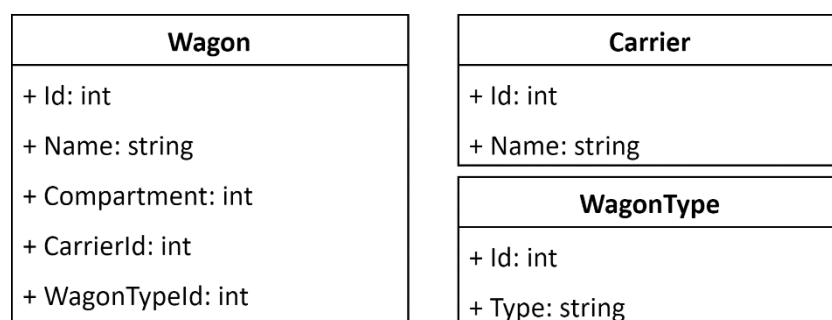 Wagon
+ Id: int
+ Name: string
+ Compartment: int
+ CarrierId: int
+ WagonTypeId: int
Carrier
+ Id: int
+ Name: string
WagonType
+ Id: int
+ Type: string